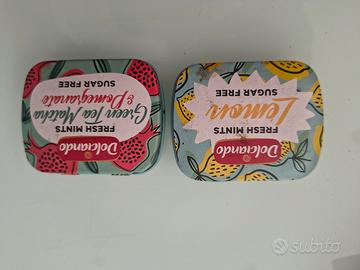 Dolciando
FRESH MINTS
Green Tea Matcha
& Pomegranate
SUGAR FREE
Dolciando
FRESH MINTS
Lemon
SUGAR FREE
subito